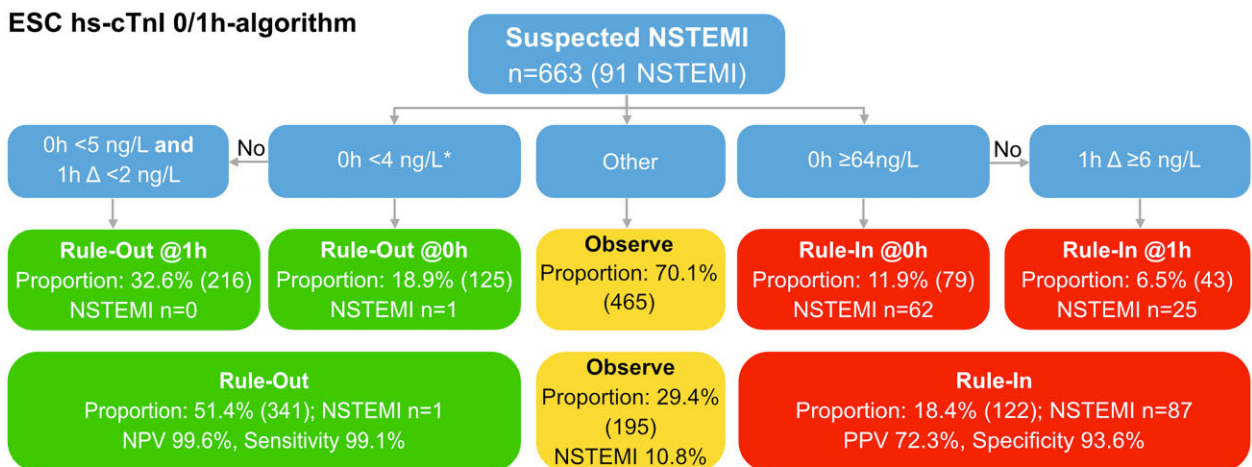 ESC hs-cTnI 0/1h-algorithm
Suspected NSTEMI
n=663 (91 NSTEMI)
0h <5 ng/L and
1h Δ <2 ng/L
No
0h <4 ng/L*
Other
0h ≥64ng/L
No
1h Δ ≥6 ng/L
Rule-Out @1h
Proportion: 32.6% (216)
NSTEMI n=0
Rule-Out @0h
Proportion: 18.9% (125)
NSTEMI n=1
Observe
Proportion: 70.1%
(465)
Rule-In @0h
Proportion: 11.9% (79)
NSTEMI n=62
Rule-In @1h
Proportion: 6.5% (43)
NSTEMI n=25
Rule-Out
Proportion: 51.4% (341); NSTEMI n=1
NPV 99.6%, Sensitivity 99.1%
Observe
Proportion: 29.4%
(195)
NSTEMI 10.8%
Rule-In
Proportion: 18.4% (122); NSTEMI n=87
PPV 72.3%, Specificity 93.6%